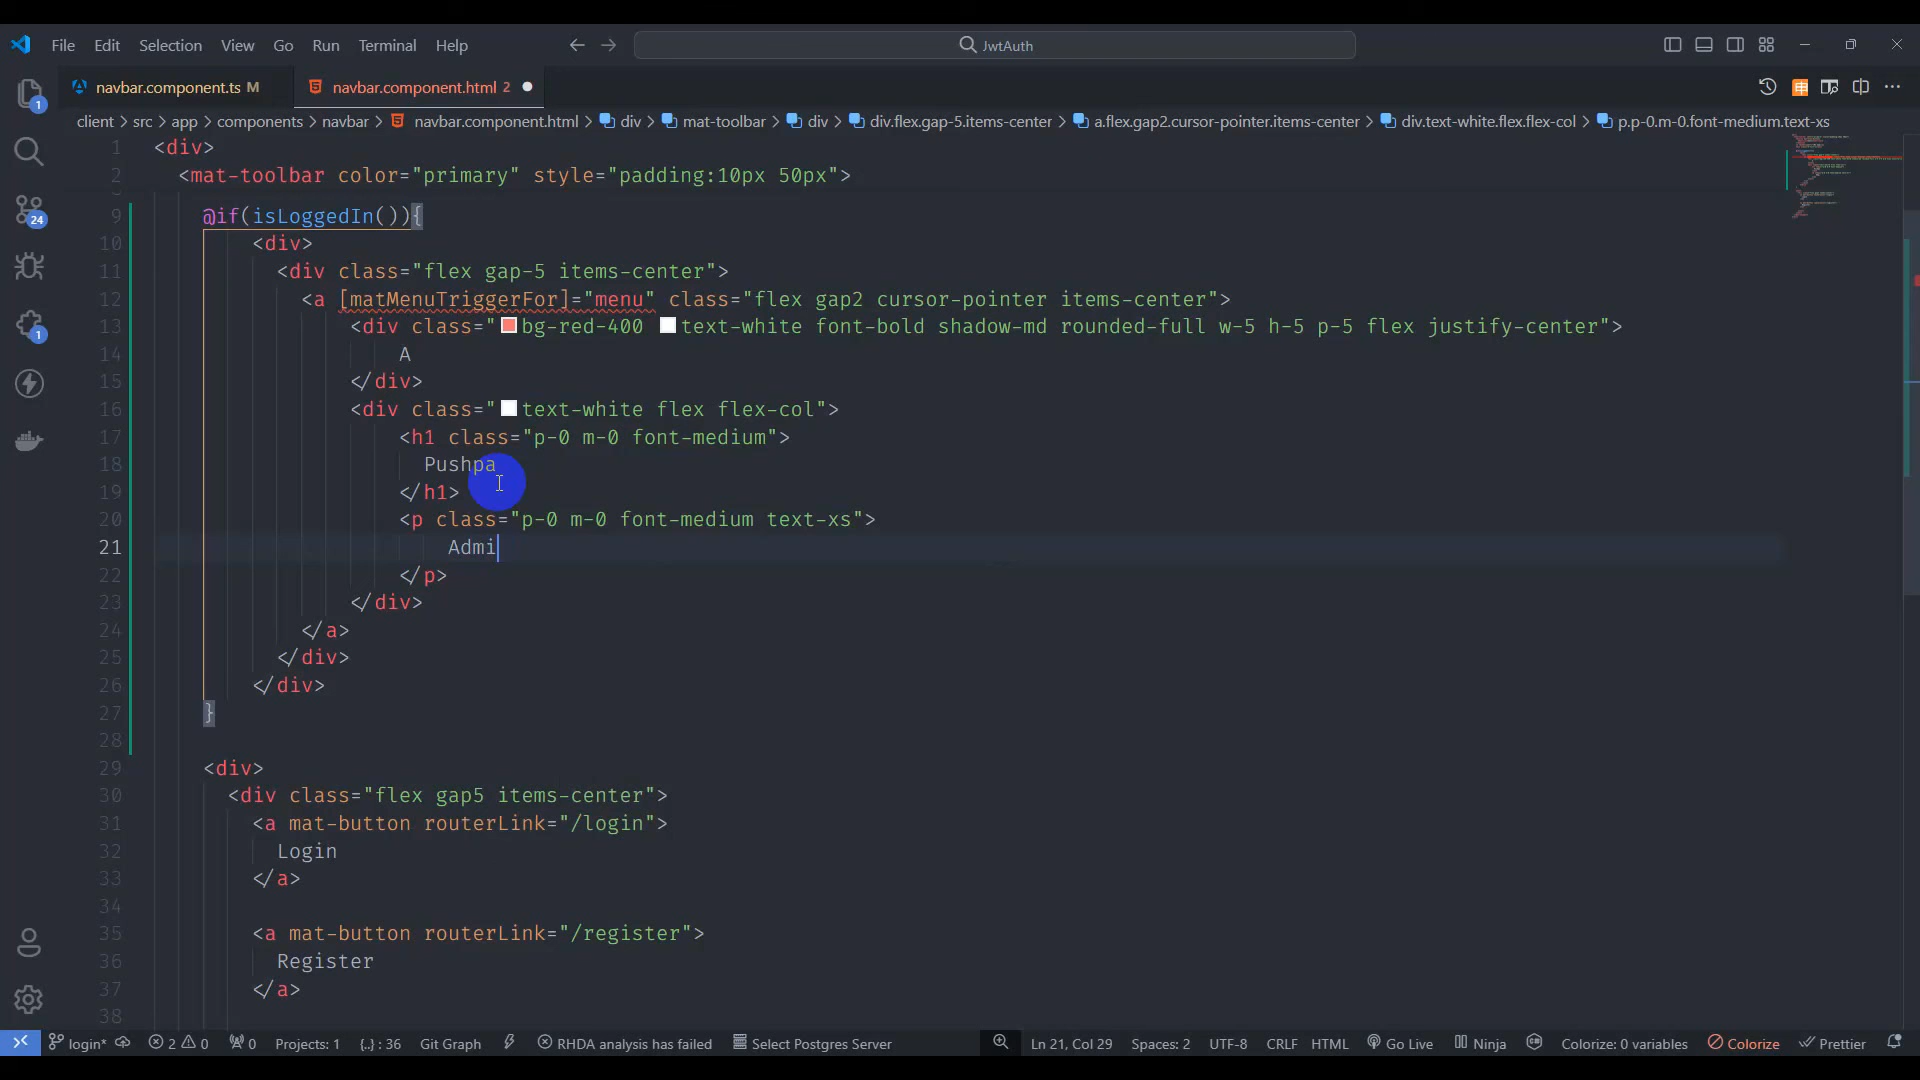 File Edit Selection View Go Run Terminal Help JwtAuth
navbar.component.ts M navbar.component.html 2
client > src > app > components > navbar > navbar.component.html > div > mat-toolbar > div > div.flex.gap-5.items-center > a.flex.gap2.cursor-pointer.items-center > div.text-white.flex.flex-col > p.p-0.m-0.font-medium.text-xs
1 <div>
2 <mat-toolbar color="primary" style="padding:10px 50px">
9 @if(isLoggedIn()){
10 <div>
11 <div class="flex gap-5 items-center">
12 <a [matMenuTriggerFor]="menu" class="flex gap2 cursor-pointer items-center">
13 <div class="bg-red-400 text-white font-bold shadow-md rounded-full w-5 h-5 p-5 flex justify-center">
14 A
15 </div>
16 <div class="text-white flex flex-col">
17 <h1 class="p-0 m-0 font-medium">
18 Pushpa
19 </h1>
20 <p class="p-0 m-0 font-medium text-xs">
21 Admi
22 </p>
23 </div>
24 </a>
25 </div>
26 </div>
27 }
28
29 <div>
30 <div class="flex gap5 items-center">
31 <a mat-button routerLink="/login">
32 Login
33 </a>
34
35 <a mat-button routerLink="/register">
36 Register
37 </a>
38
1
24
1
login* 2 0 0 Projects: 1 {..} : 36 Git Graph RHDA analysis has failed Select Postgres Server Ln 21, Col 29 Spaces: 2 UTF-8 CRLF HTML Go Live Ninja Colorize: 0 variables Colorize Prettier